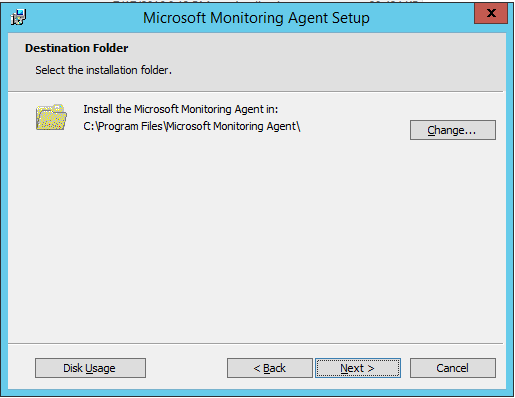 Microsoft Monitoring Agent Setup
x
Destination Folder
Select the installation folder.
Install the Microsoft Monitoring Agent in:
C:\Program Files\Microsoft Monitoring Agent\
Change...
Disk Usage
< Back
Next >
Cancel